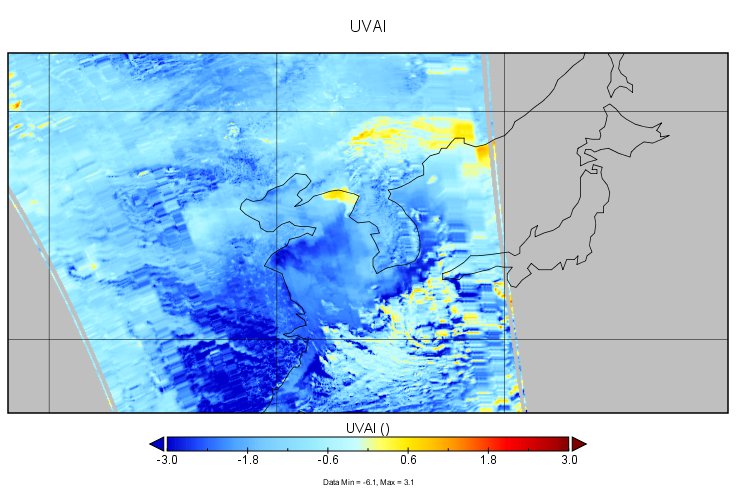 UVAI
UVAI ()
-3.0 -1.8 -0.6 0.6 1.8 3.0
Data Min = -6.1, Max = 3.1